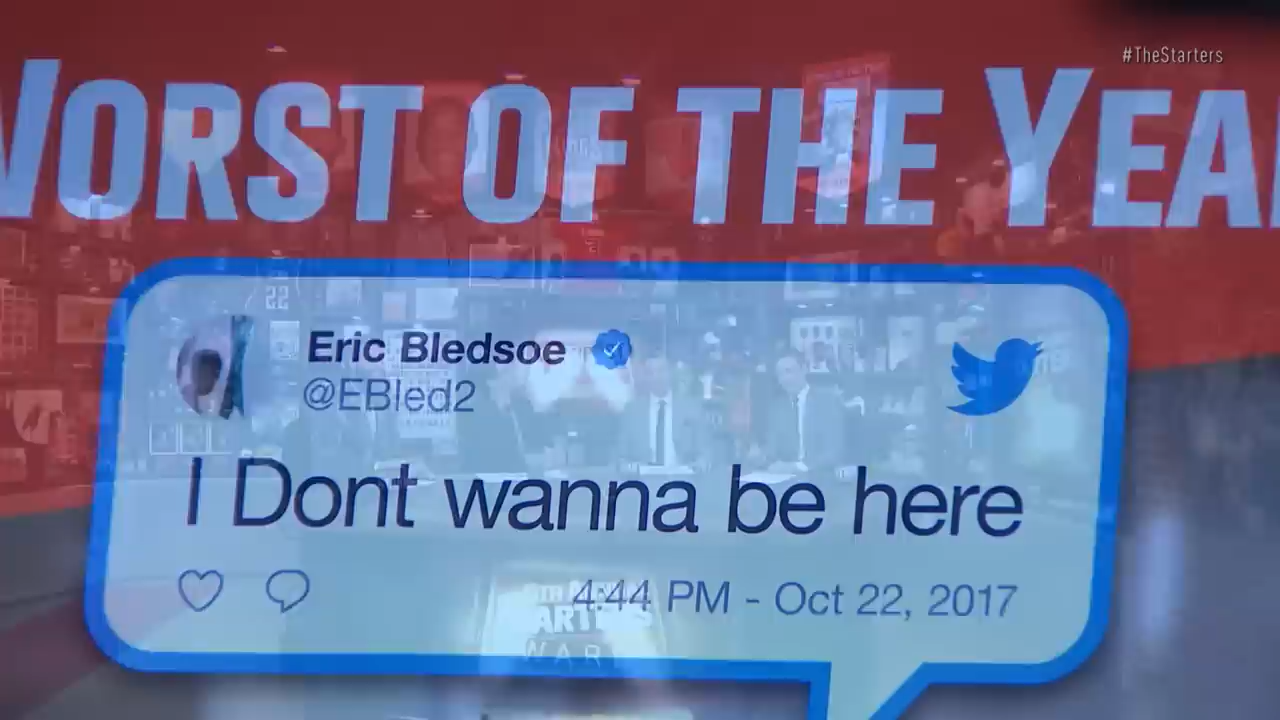 #TheStarters
WORST OF THE YEA
Eric Bledsoe
@EBled2
I Dont wanna be here
4:44 PM - Oct 22, 2017